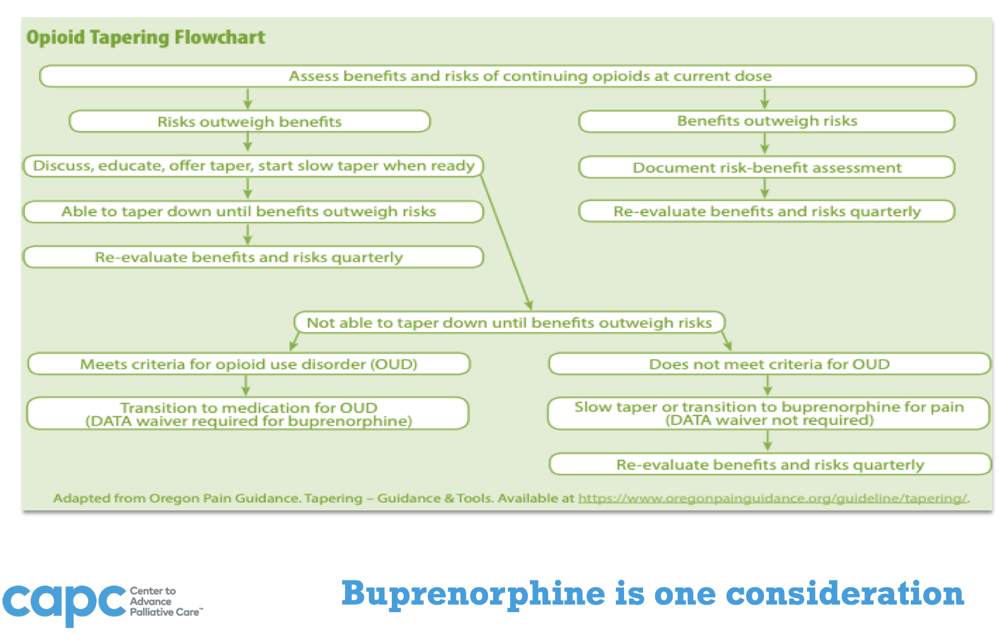 Opioid Tapering Flowchart
Assess benefits and risks of continuing opioids at current dose
Risks outweigh benefits
Benefits outweigh risks
Discuss, educate, offer taper, start slow taper when ready
Document risk-benefit assessment
Able to taper down until benefits outweigh risks
Re-evaluate benefits and risks quarterly
Re-evaluate benefits and risks quarterly
Not able to taper down until benefits outweigh risks
Meets criteria for opioid use disorder (OUD)
Does not meet criteria for OUD
Transition to medication for OUD
(DATA waiver required for buprenorphine)
Slow taper or transition to buprenorphine for pain
(DATA waiver not required)
Re-evaluate benefits and risks quarterly
Adapted from Oregon Pain Guidance. Tapering – Guidance & Tools. Available at https://www.oregonpainguidance.org/guideline/tapering/.
capc
Center to
Advance
Palliative Care™
Buprenorphine is one consideration